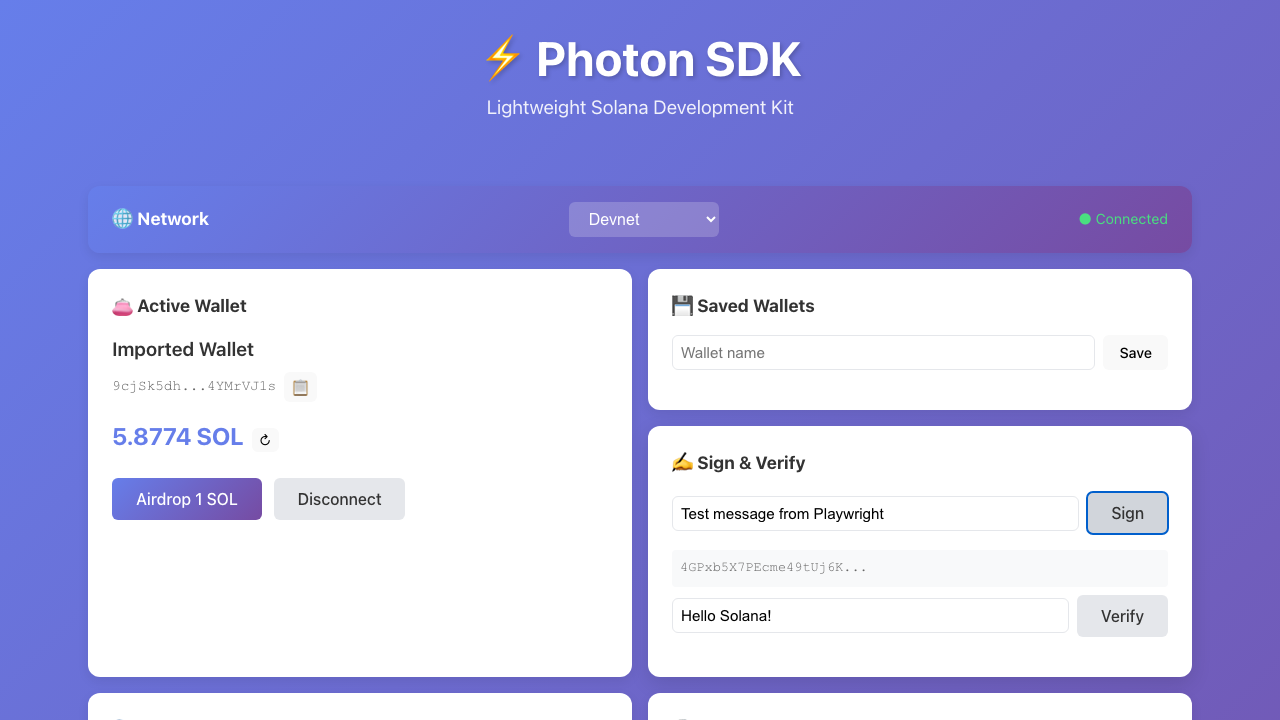 ⚡ Photon SDK
Lightweight Solana Development Kit
🌐 Network
Devnet
Connected
👛 Active Wallet
Imported Wallet
9cjSk5dh...4YMrVJ1s 📋
5.8774 SOL ↻
Airdrop 1 SOL
Disconnect
💾 Saved Wallets
Wallet name
Save
✍️ Sign & Verify
Test message from Playwright
Sign
4GPxb5X7PEcme49tUj6K...
Hello Solana!
Verify